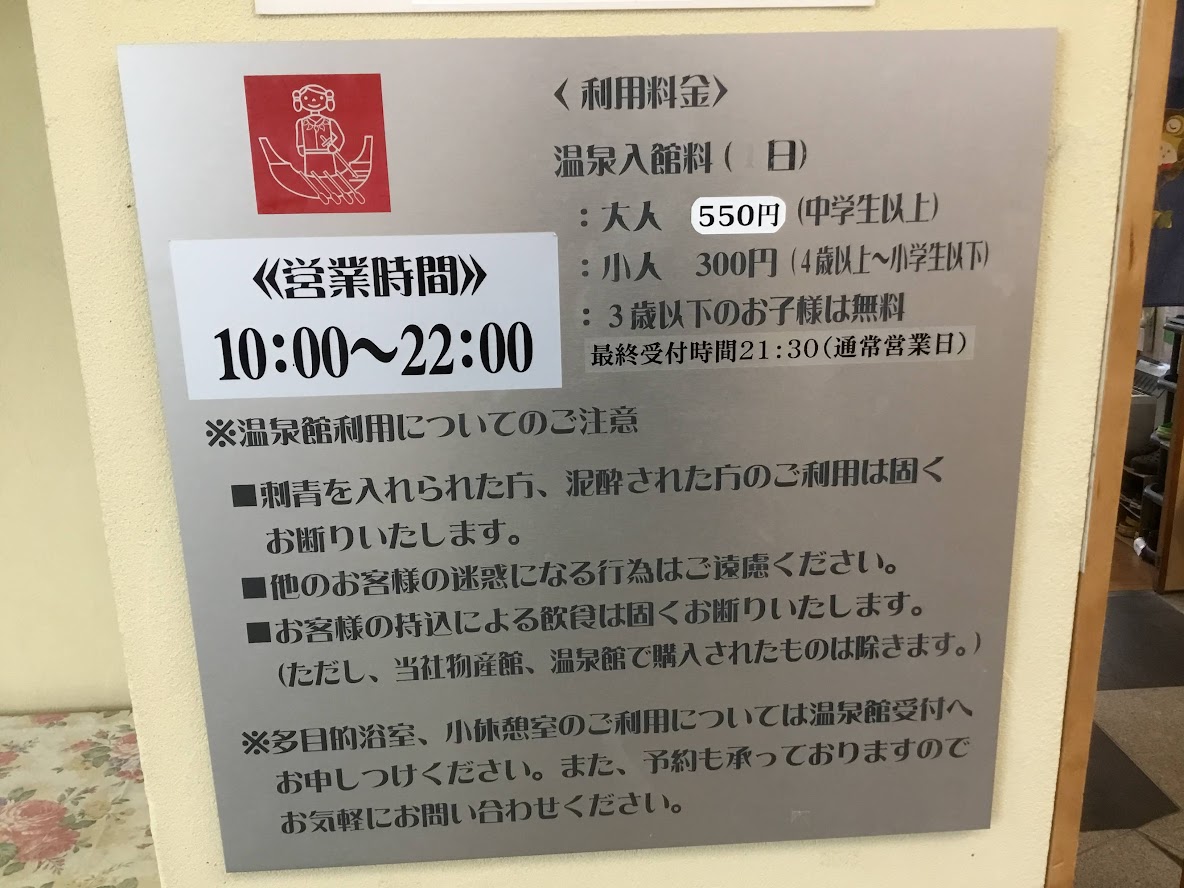 《営業時間》
10:00〜22:00
〈 利用料金〉
温泉入館料 ( 日)
：大人 550円 (中学生以上)
：小人 300円 (4歳以上〜小学生以下)
：3歳以下のお子様は無料
最終受付時間21:30(通常営業日)
※温泉館利用についてのご注意
■刺青を入れられた方、泥酔された方のご利用は固く
お断りいたします。
■他のお客様の迷惑になる行為はご遠慮ください。
■お客様の持込による飲食は固くお断りいたします。
(ただし、当社物産館、温泉館で購入されたものは除きます。)
※多目的浴室、小休憩室のご利用については温泉館受付へ
お申しつけください。また、予約も承っておりますので
お気軽にお問い合わせください。